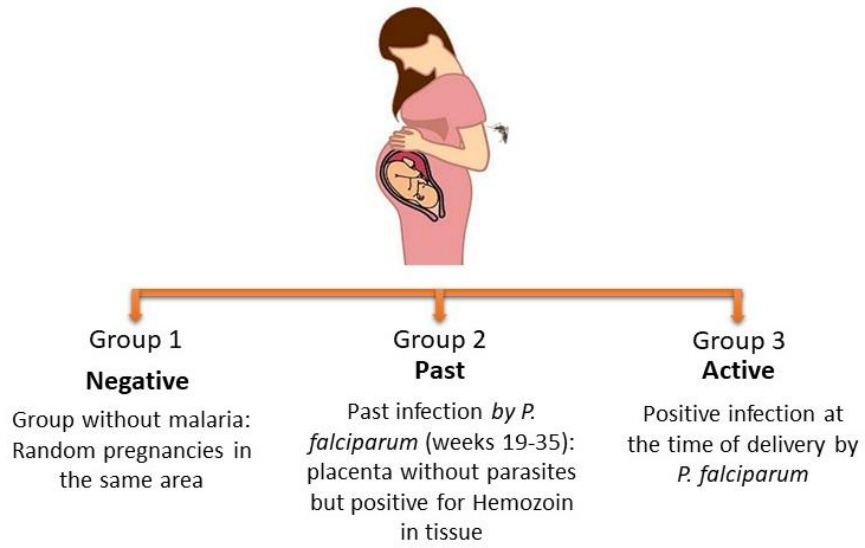 Group 1
Negative
Group without malaria:
Random pregnancies in
the same area
Group 2
Past
Past infection by P.
falciparum (weeks 19-35):
placenta without parasites
but positive for Hemozoin
in tissue
Group 3
Active
Positive infection at
the time of delivery by
P. falciparum